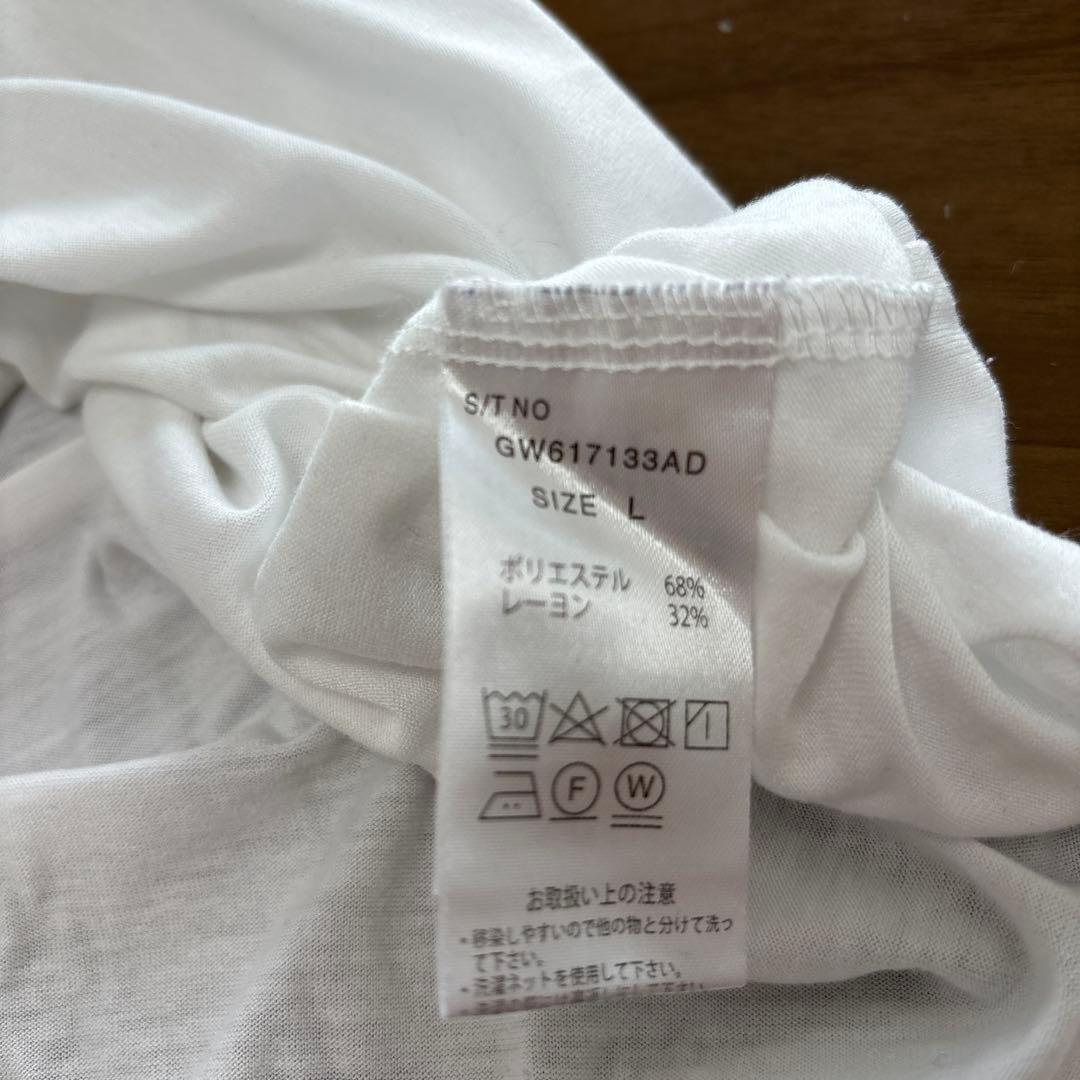 S/T NO
GW617133AD
SIZE L
ポリエステル 68%
レーヨン 32%
30
F W
お取扱い上の注意
・移染しやすいので他の物と分けて洗っ
て下さい。
・洗濯ネットを使用して下さい。